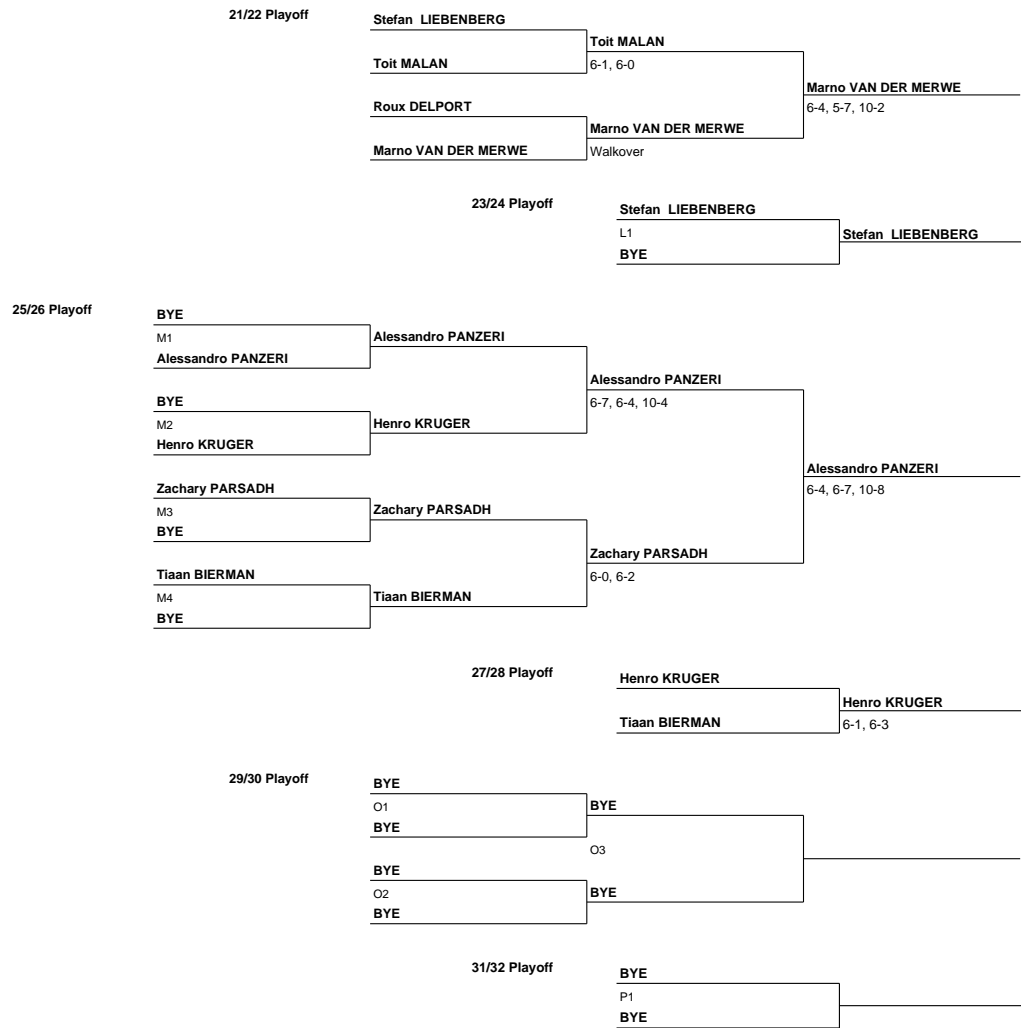 21/22 Playoff
Stefan LIEBENBERG
Toit MALAN
Toit MALAN
6-1, 6-0
Marno VAN DER MERWE
6-4, 5-7, 10-2
Roux DELPORT
Marno VAN DER MERWE
Marno VAN DER MERWE
Walkover
23/24 Playoff
Stefan LIEBENBERG
L1
Stefan LIEBENBERG
BYE
25/26 Playoff
BYE
M1
Alessandro PANZERI
Alessandro PANZERI
Alessandro PANZERI
6-7, 6-4, 10-4
BYE
M2
Henro KRUGER
Henro KRUGER
Alessandro PANZERI
6-4, 6-7, 10-8
Zachary PARSADH
M3
Zachary PARSADH
BYE
Zachary PARSADH
6-0, 6-2
Tiaan BIERMAN
M4
Tiaan BIERMAN
BYE
27/28 Playoff
Henro KRUGER
Henro KRUGER
Tiaan BIERMAN
6-1, 6-3
29/30 Playoff
BYE
O1
BYE
BYE
O3
BYE
O2
BYE
BYE
31/32 Playoff
BYE
P1
BYE